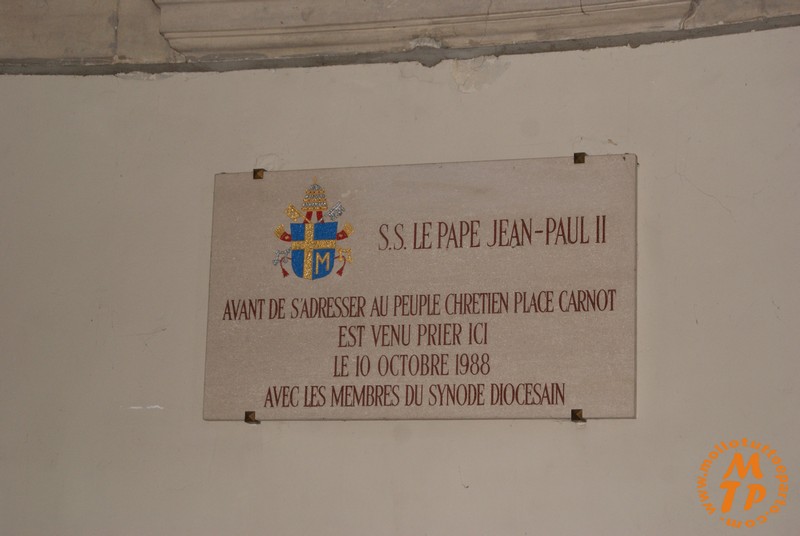 S.S. LE PAPE JEAN-PAUL II
M
AVANT DE S'ADRESSER AU PEUPLE CHRETIEN PLACE CARNOT
EST VENU PRIER ICI
LE 10 OCTOBRE 1988
AVEC LES MEMBRES DU SYNODE DIOCESAIN
MTP